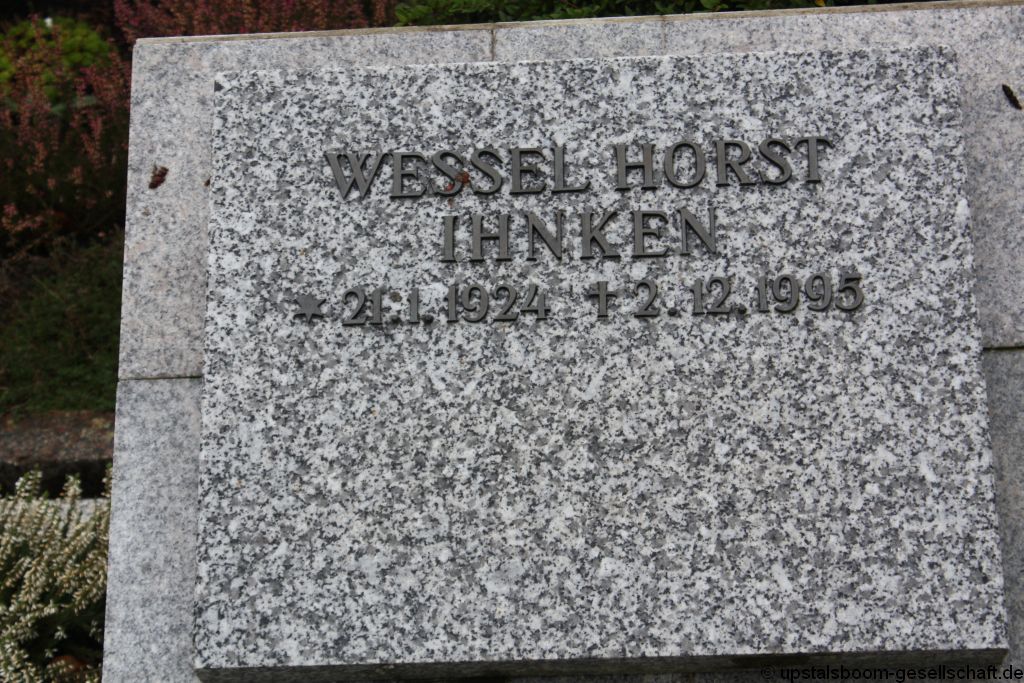 WESSEL HORST
IHNKEN
* 21.1.1924 † 2.12.1995
© upstalsboom-gesellschaft.de